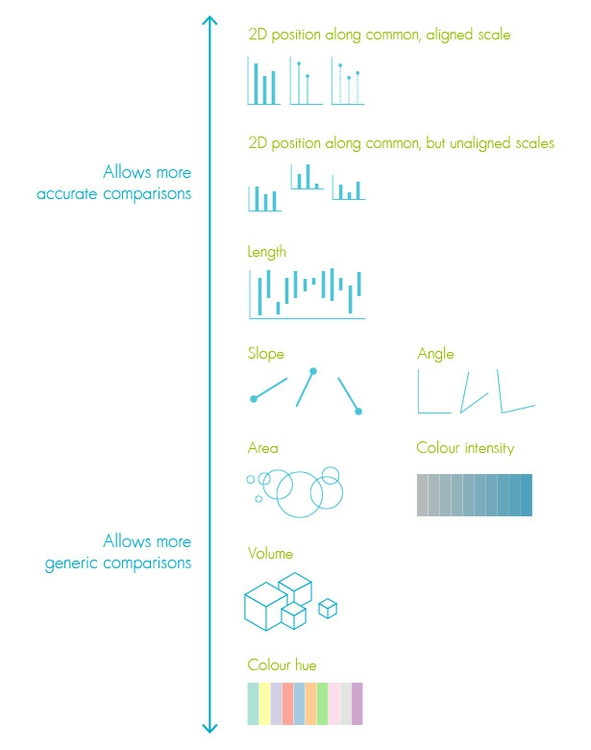 2D position along common, aligned scale
2D position along common, but unaligned scales
Allows more
accurate comparisons
Length
Slope
Angle
Area
Colour intensity
Allows more
generic comparisons
Volume
Colour hue